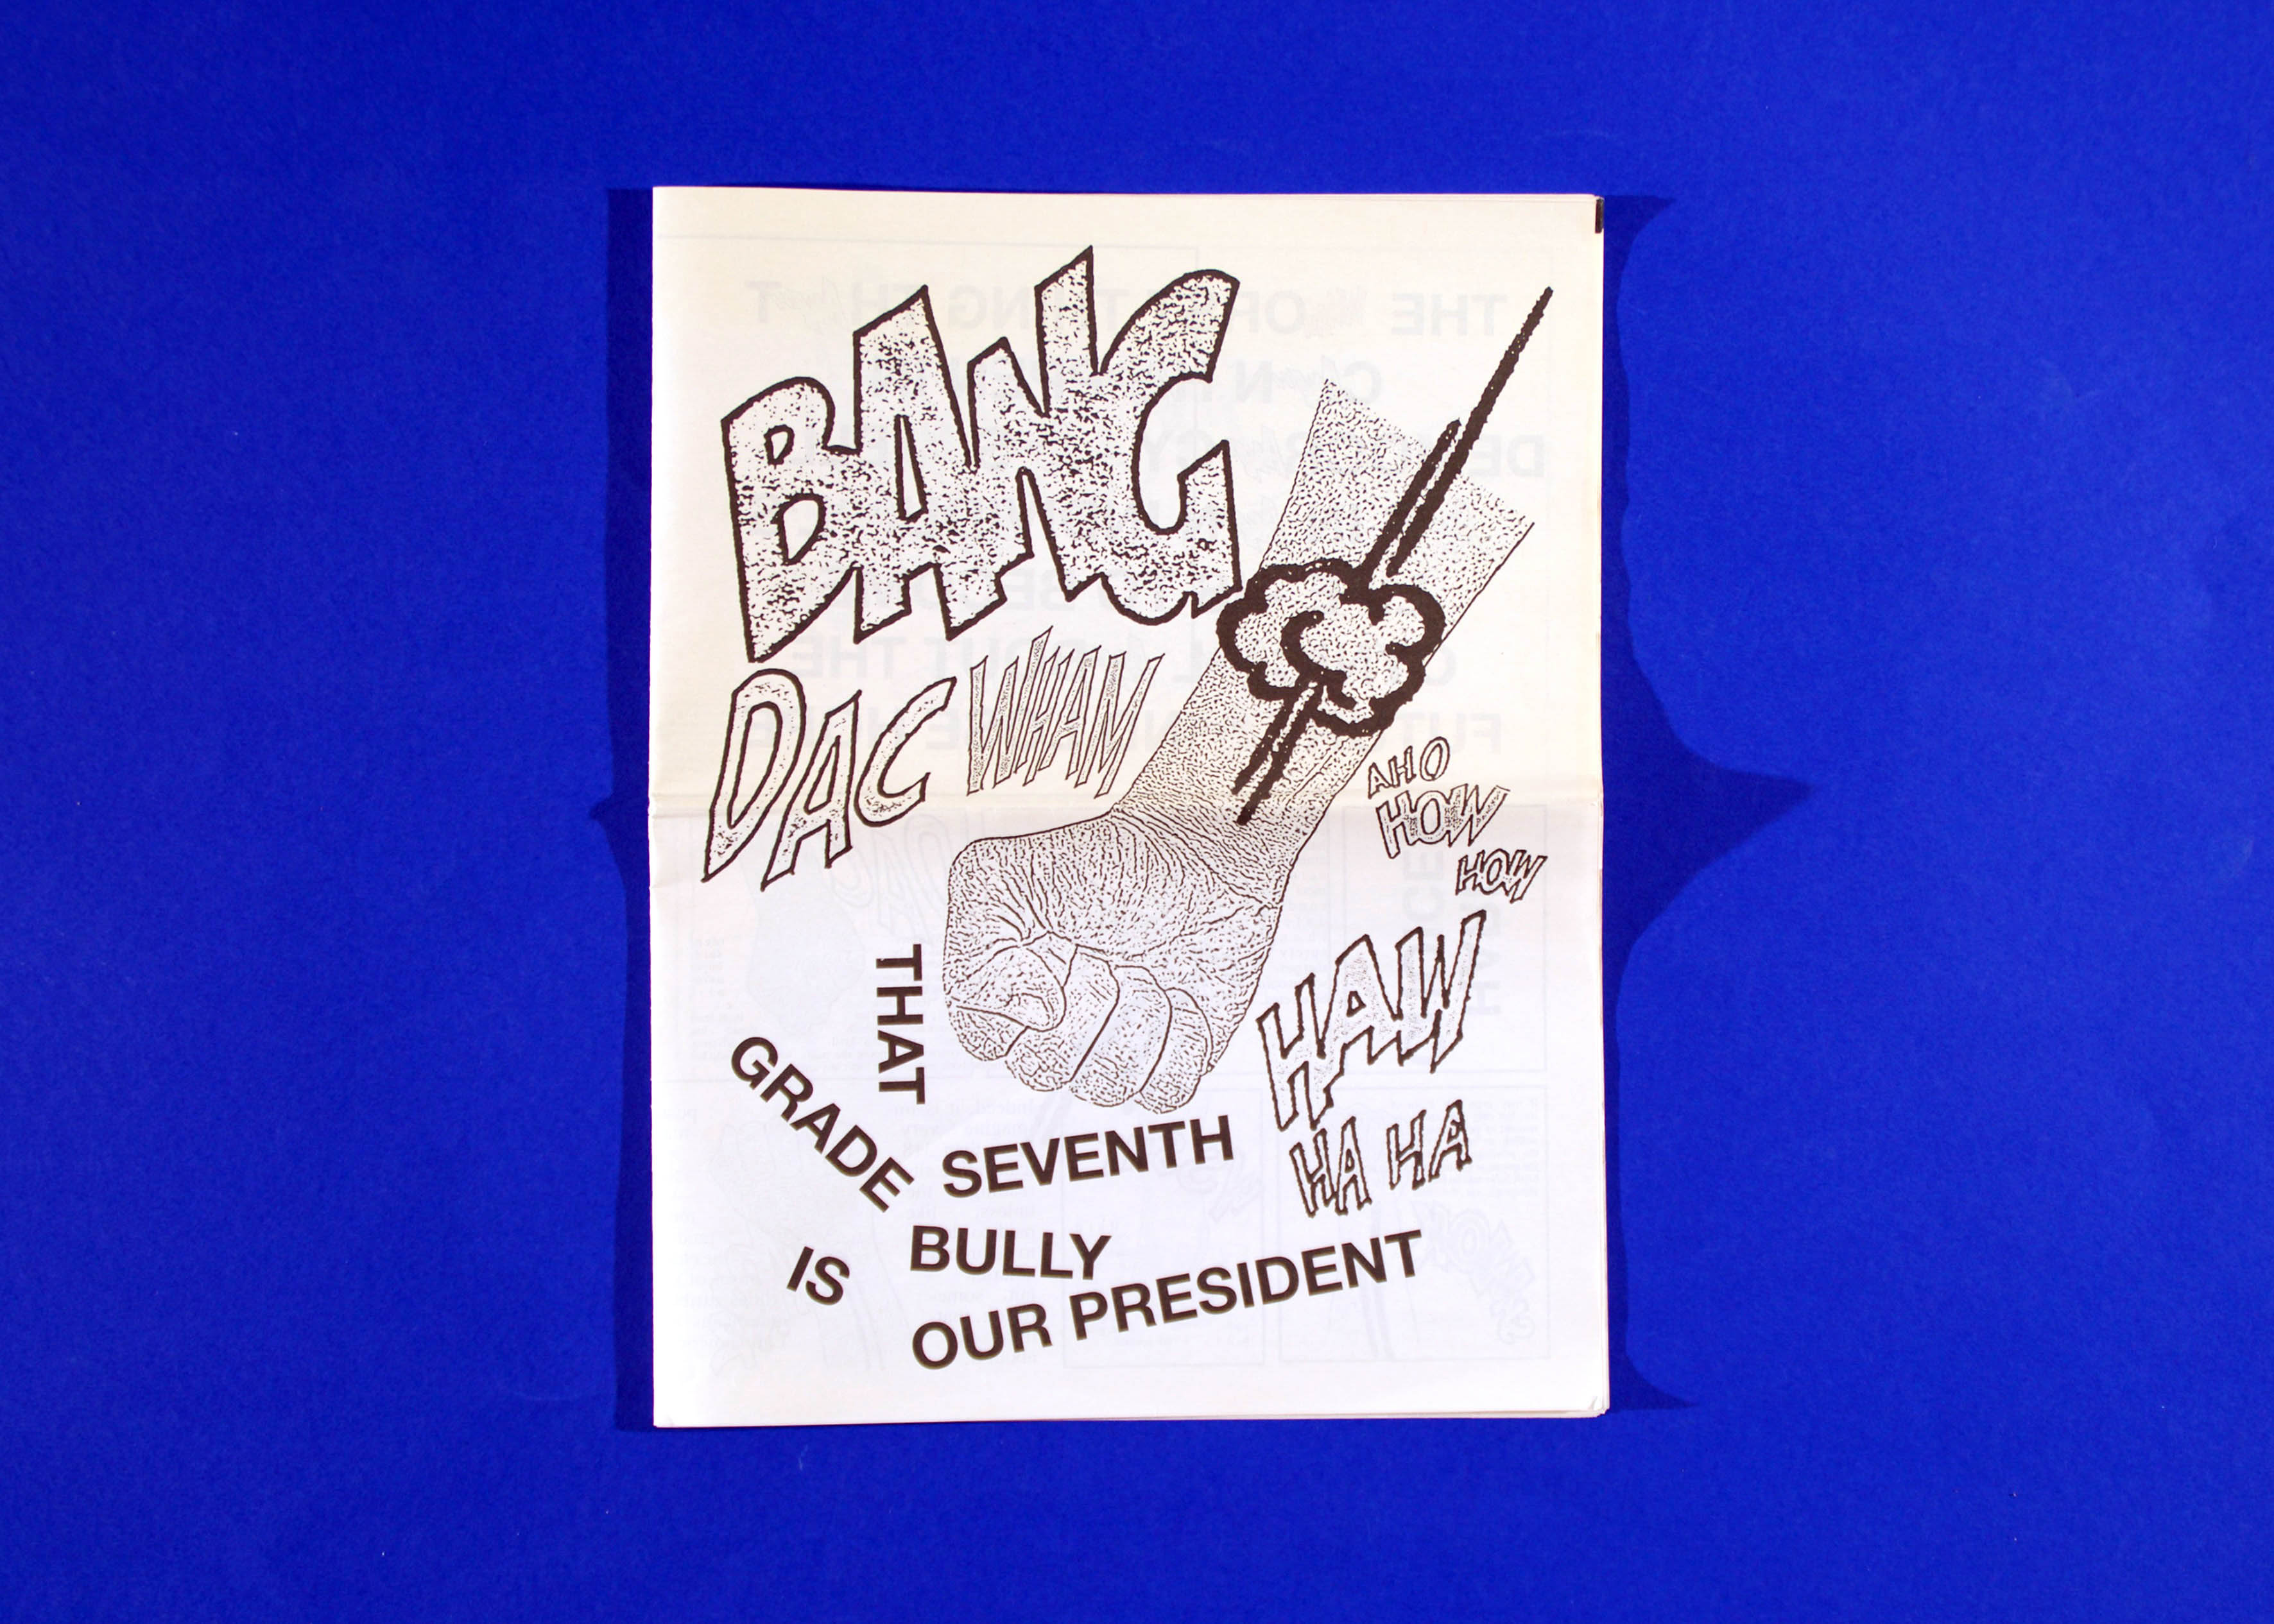 BANG
DAC
WHAM
AHO
HOW
HOW
HAW
HA HA
THAT
SEVENTH
GRADE
BULLY
IS
OUR PRESIDENT